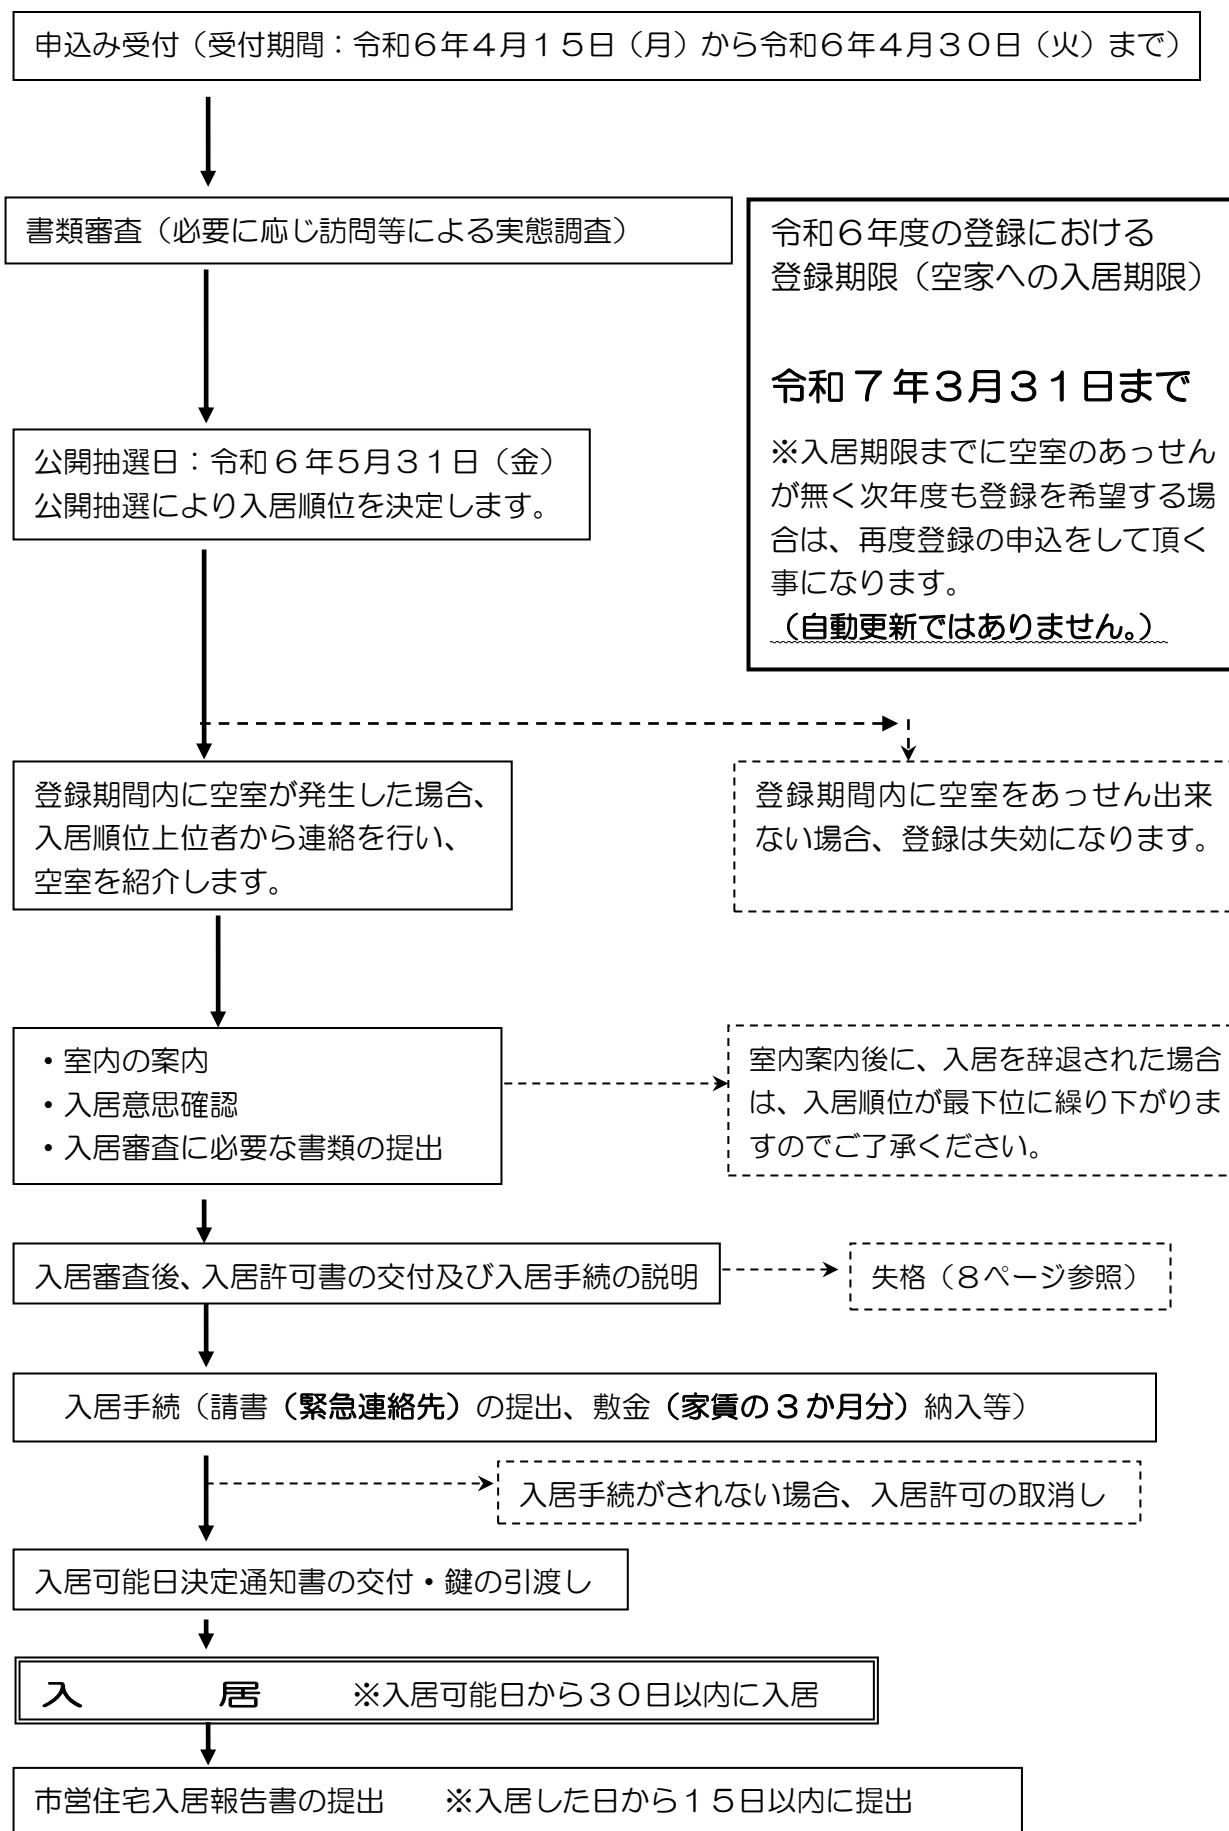 申込み受付（受付期間：令和６年４月１５日（月）から令和６年４月３０日（火）まで）
書類審査（必要に応じ訪問等による実態調査）
令和６年度の登録における
登録期限（空家への入居期限）
令和７年３月３１日まで
※入居期限までに空室のあっせん
が無く次年度も登録を希望する場
合は、再度登録の申込をして頂く
事になります。
（自動更新ではありません。）
公開抽選日：令和６年５月３１日（金）
公開抽選により入居順位を決定します。
登録期間内に空室が発生した場合、
入居順位上位者から連絡を行い、
空室を紹介します。
登録期間内に空室をあっせん出来
ない場合、登録は失効になります。
・室内の案内
・入居意思確認
・入居審査に必要な書類の提出
室内案内後に、入居を辞退された場合
は、入居順位が最下位に繰り下がりま
すのでご了承ください。
入居審査後、入居許可書の交付及び入居手続の説明
失格（８ページ参照）
入居手続（請書（緊急連絡先）の提出、敷金（家賃の３か月分）納入等）
入居手続がされない場合、入居許可の取消し
入居可能日決定通知書の交付・鍵の引渡し
入　　　居　　※入居可能日から３０日以内に入居
市営住宅入居報告書の提出　　※入居した日から１５日以内に提出